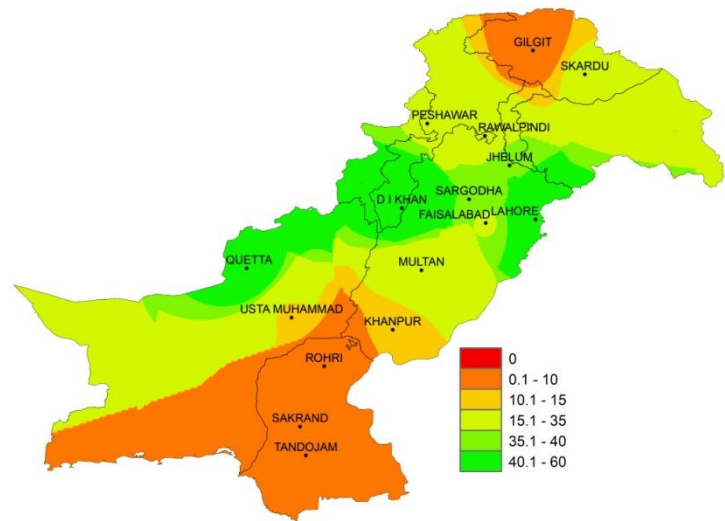 GILGIT
SKARDU
PESHAWAR
RAWALPINDI
JHELUM
SARGODHA
D I KHAN
FAISALABAD
LAHORE
QUETTA
MULTAN
USTA MUHAMMAD
KHANPUR
ROHRI
SAKRAND
TANDOJAM
0
0.1 - 10
10.1 - 15
15.1 - 35
35.1 - 40
40.1 - 60